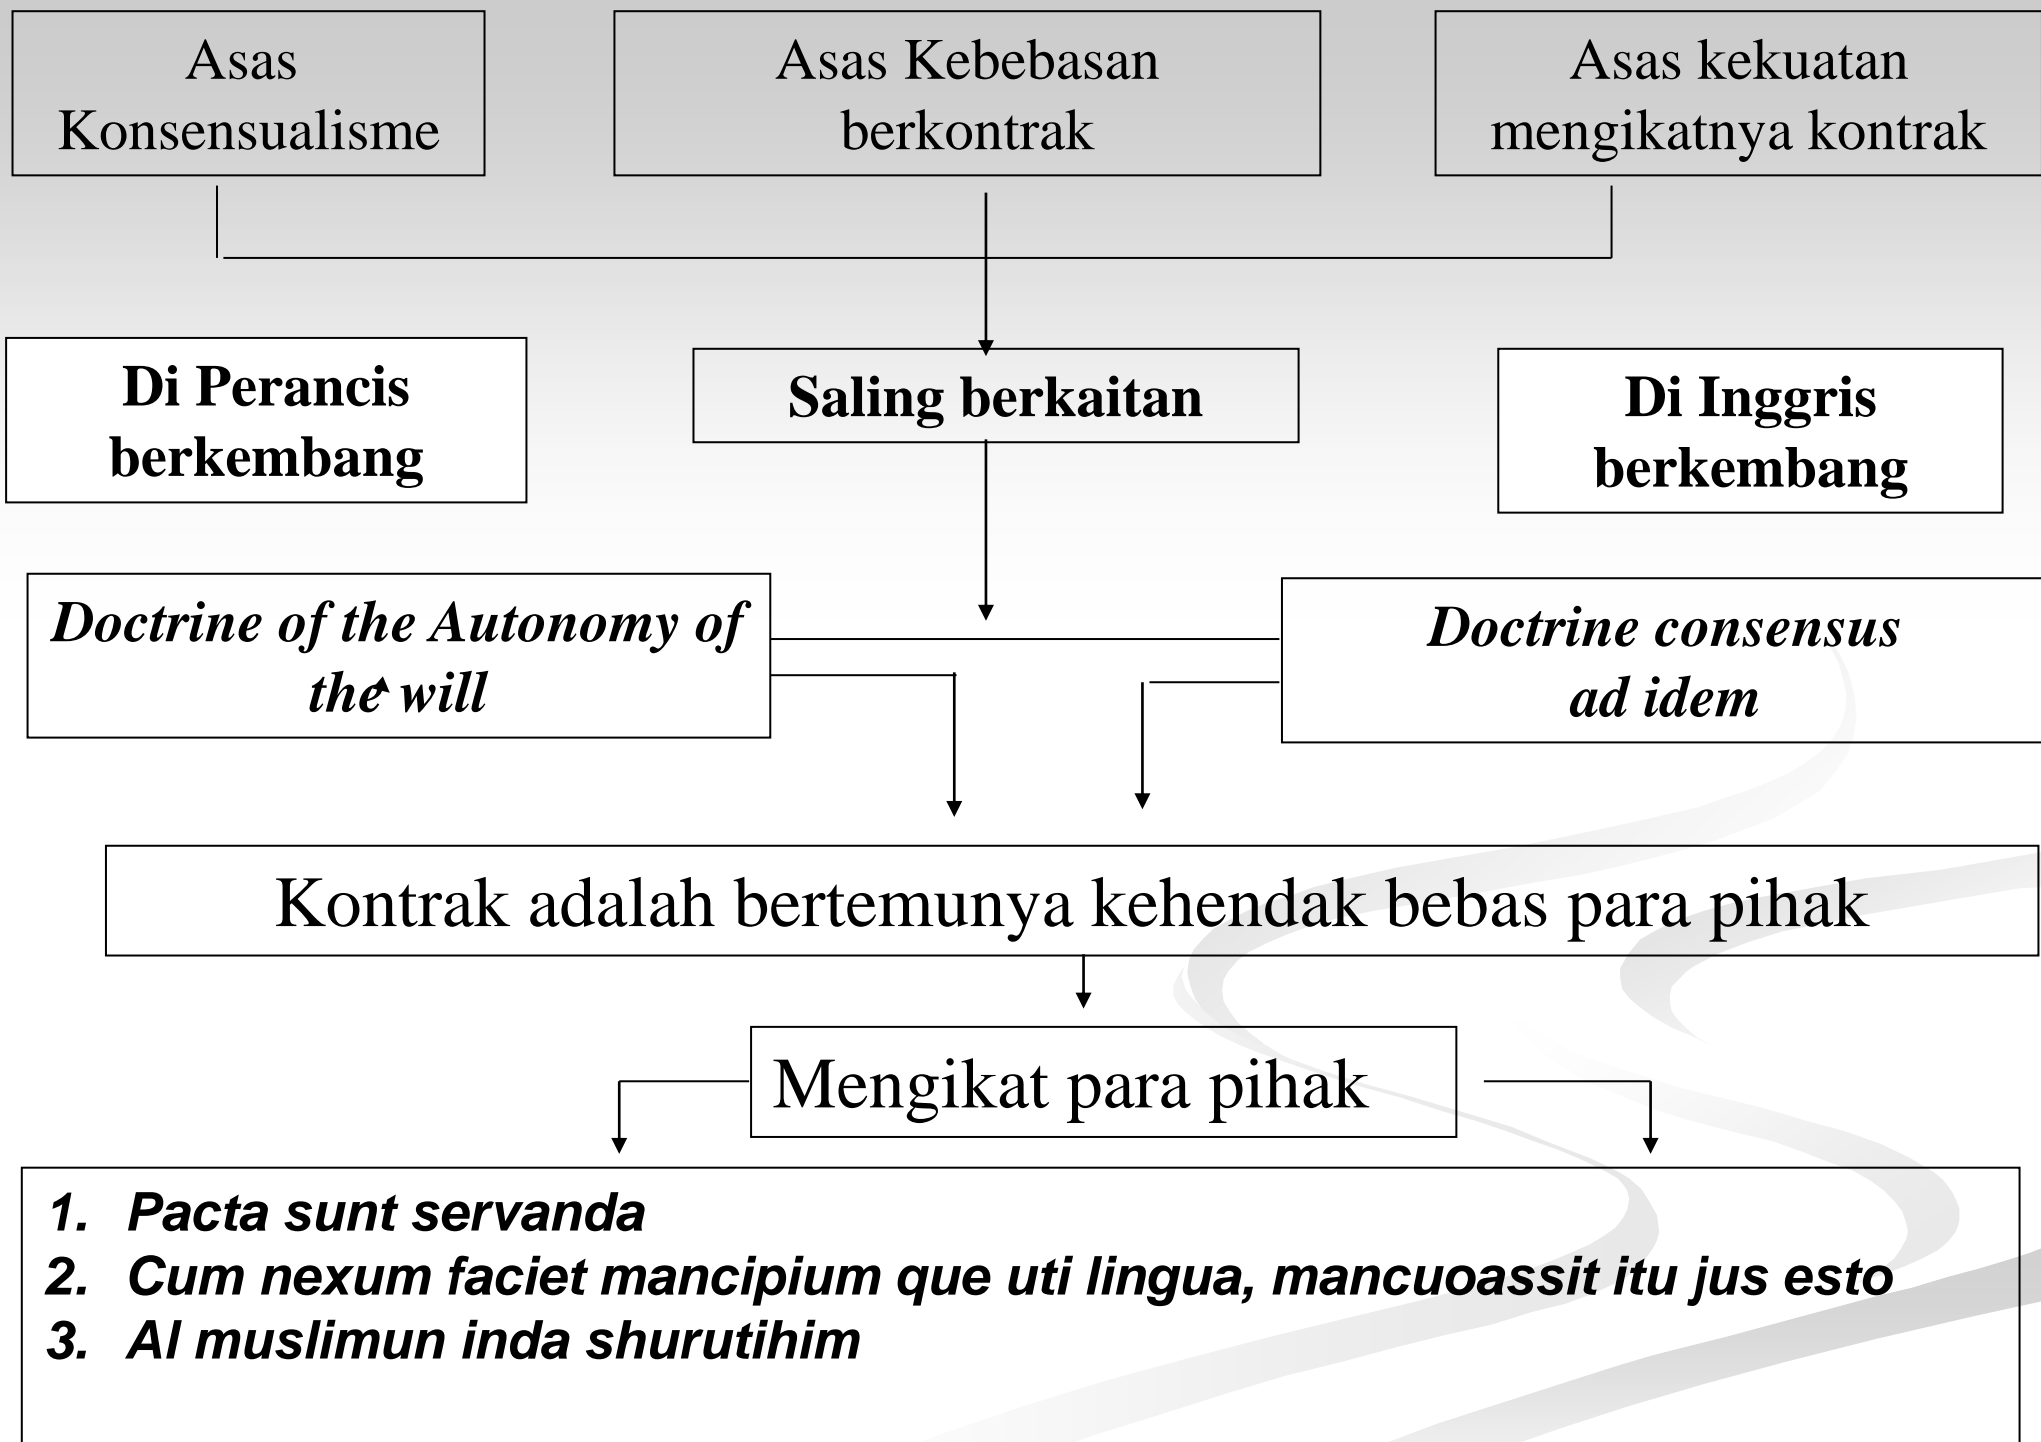 Asas
Konsensualisme
Asas Kebebasan
berkontrak
Asas kekuatan
mengikatnya kontrak
Di Perancis
berkembang
Saling berkaitan
Di Inggris
berkembang
Doctrine of the Autonomy of
the will
Doctrine consensus
ad idem
Kontrak adalah bertemunya kehendak bebas para pihak
Mengikat para pihak
1. Pacta sunt servanda
2. Cum nexum faciet mancipium que uti lingua, mancuoassit itu jus esto
3. Al muslimun inda shurutihim